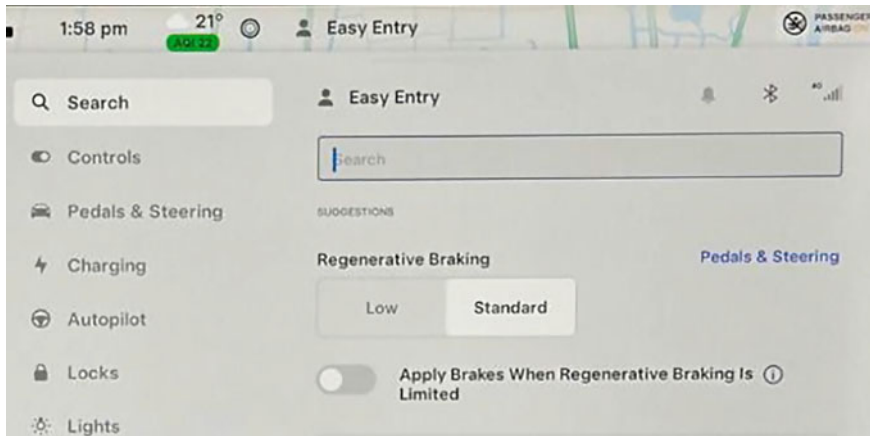 1:58 pm
21°
AQI 22
Easy Entry
PASSENGER
AIRBAG ON
Search
Easy Entry
Controls
Search
Pedals & Steering
SUGGESTIONS
Charging
Regenerative Braking
Pedals & Steering
Autopilot
Low
Standard
Locks
Apply Brakes When Regenerative Braking Is
Limited
Lights